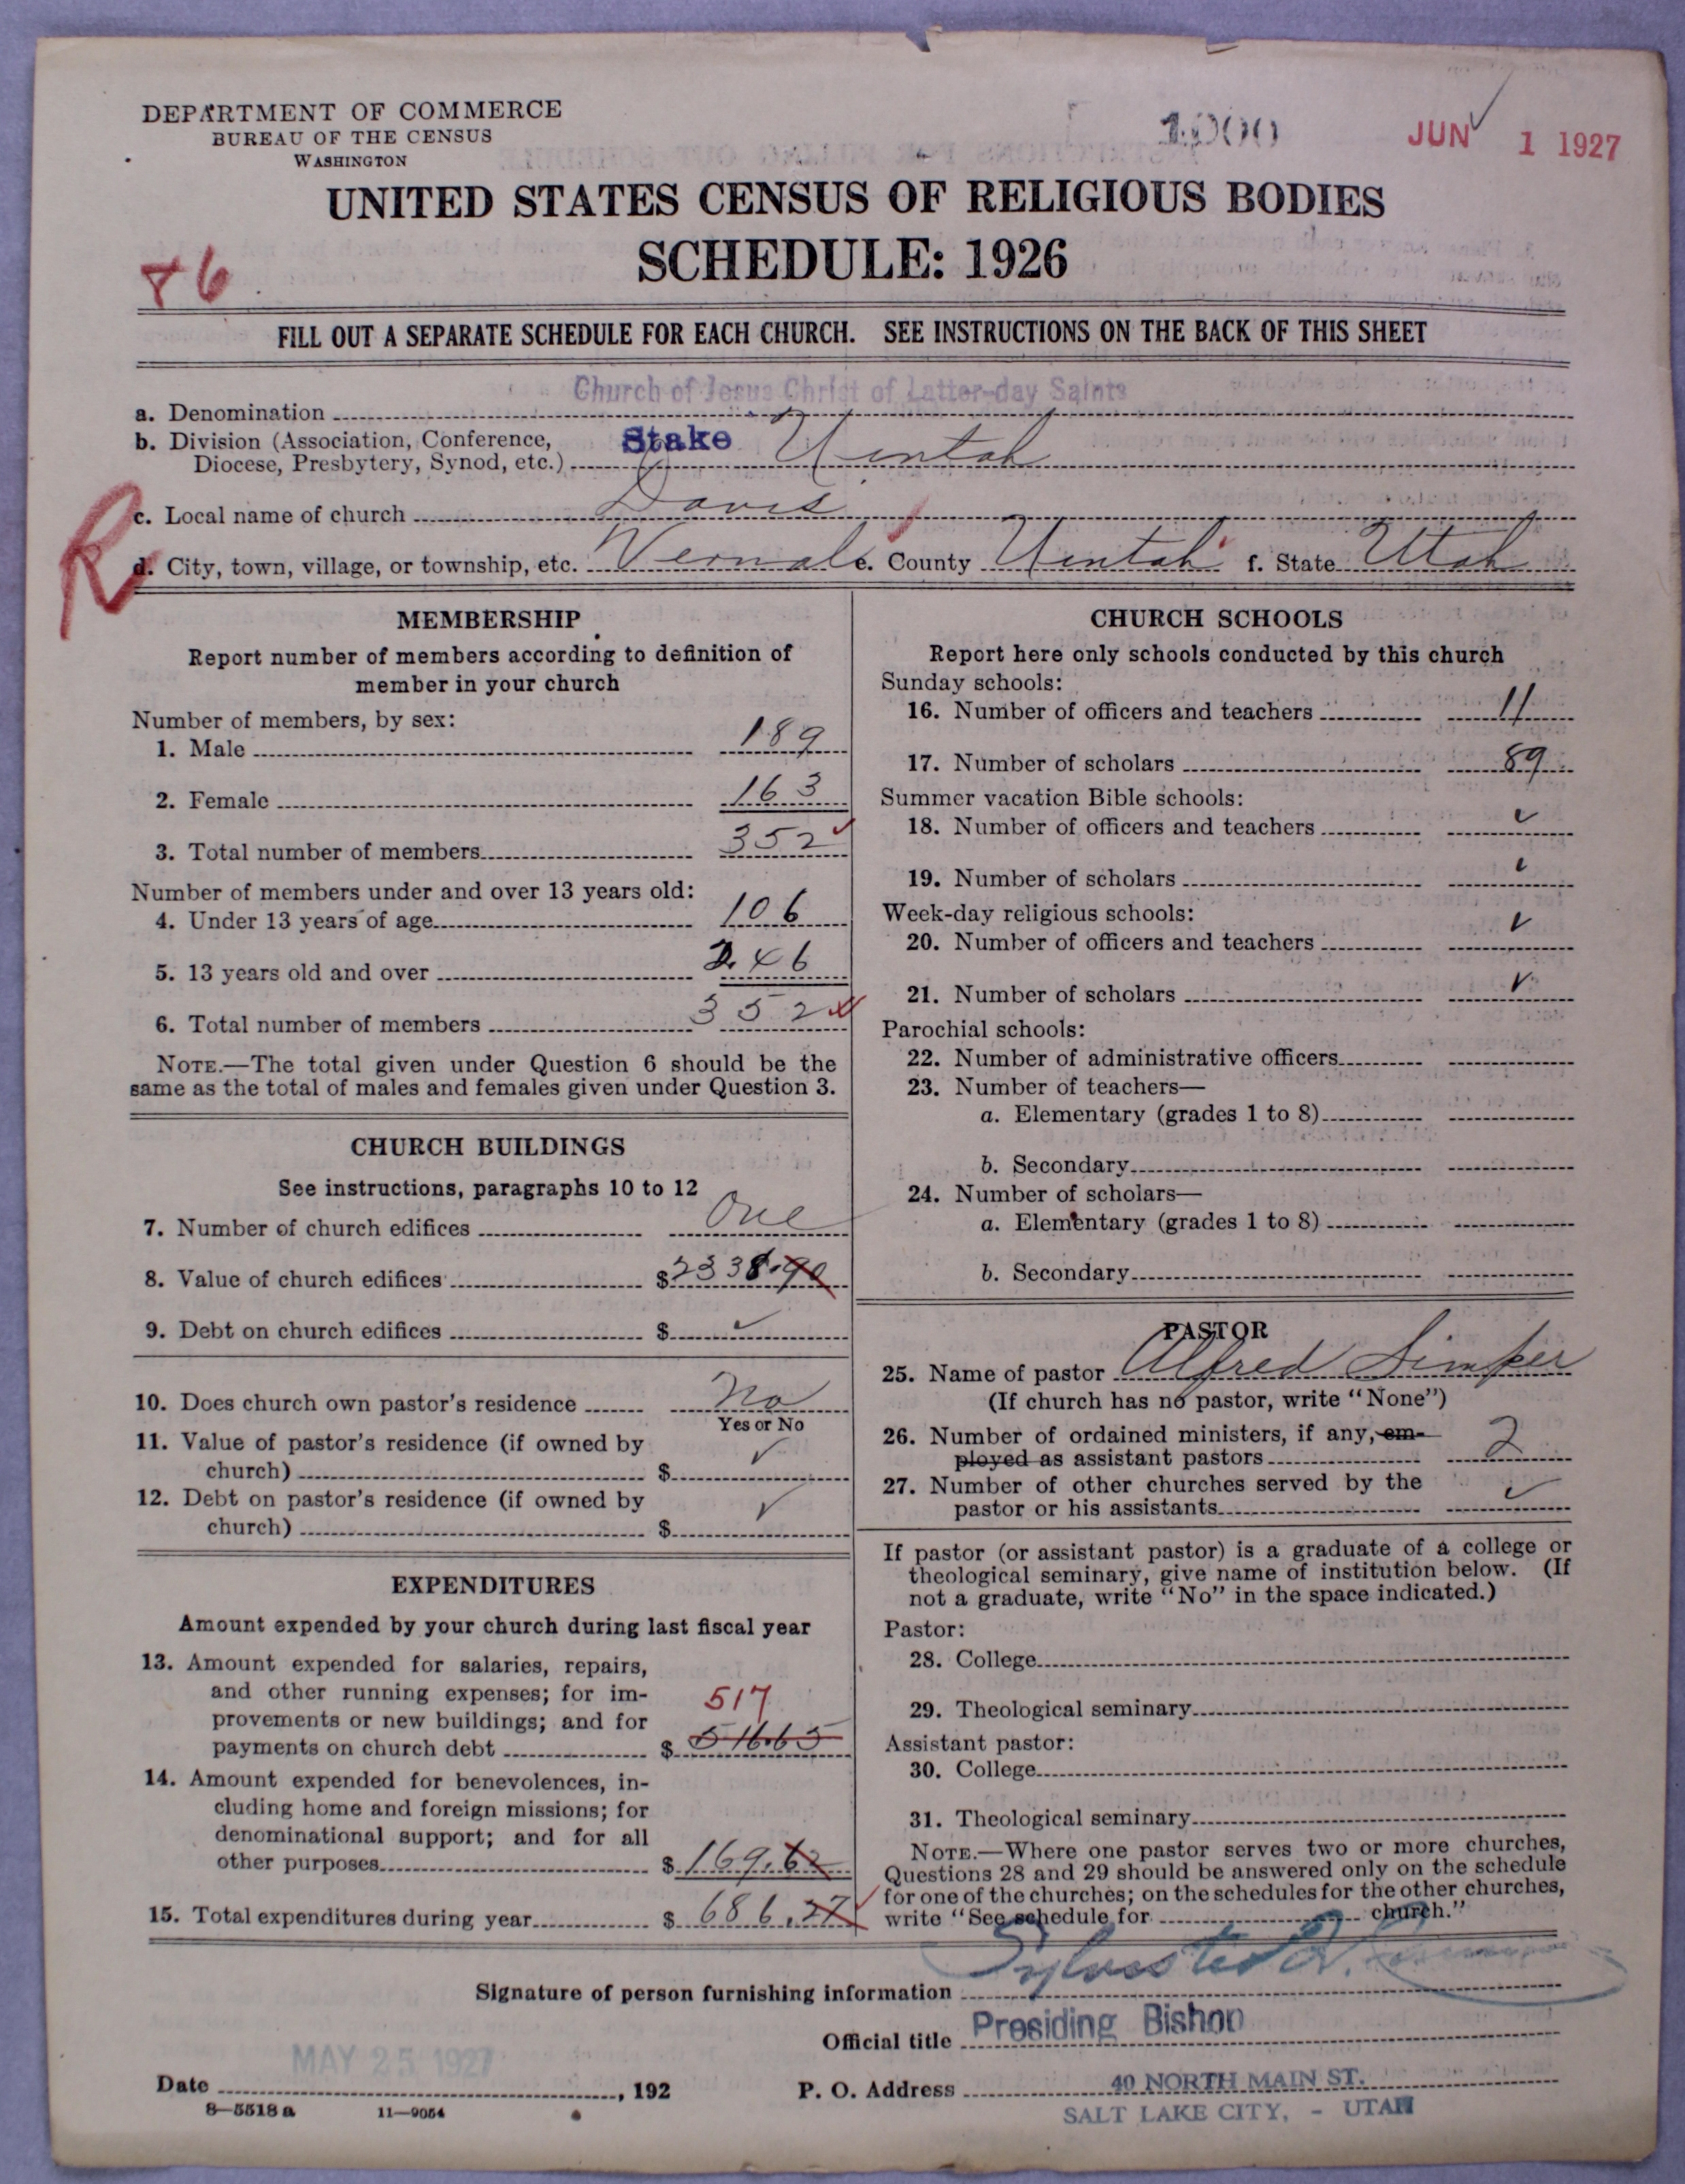 DEPARTMENT OF COMMERCE
BUREAU OF THE CENSUS
WASHINGTON
1000
JUN 1 1927
UNITED STATES CENSUS OF RELIGIOUS BODIES
SCHEDULE: 1926
FILL OUT A SEPARATE SCHEDULE FOR EACH CHURCH. SEE INSTRUCTIONS ON THE BACK OF THIS SHEET
a. Denomination Church of Jesus Christ of Latter-day Saints
b. Division (Association, Conference,
Diocese, Presbytery, Synod, etc.) Stake Uintah
c. Local name of church Davis
R
d. City, town, village, or township, etc. Vernal e. County Uintah f. State Utah
MEMBERSHIP
Report number of members according to definition of
member in your church
Number of members, by sex:
1. Male 189
2. Female 163
3. Total number of members 352
Number of members under and over 13 years old:
4. Under 13 years of age 106
5. 13 years old and over 246
6. Total number of members 352
NOTE.—The total given under Question 6 should be the
same as the total of males and females given under Question 3.
CHURCH BUILDINGS
See instructions, paragraphs 10 to 12
7. Number of church edifices One
8. Value of church edifices $2338.90
9. Debt on church edifices $ ✓
10. Does church own pastor's residence No
Yes or No
11. Value of pastor's residence (if owned by
church) $ ✓
12. Debt on pastor's residence (if owned by
church) $ ✓
EXPENDITURES
Amount expended by your church during last fiscal year
13. Amount expended for salaries, repairs,
and other running expenses; for im-
provements or new buildings; and for 517
payments on church debt $ 516.65
14. Amount expended for benevolences, in-
cluding home and foreign missions; for
denominational support; and for all
other purposes $ 169.62
15. Total expenditures during year $ 686.27
CHURCH SCHOOLS
Report here only schools conducted by this church
Sunday schools:
16. Number of officers and teachers 11
17. Number of scholars 89
Summer vacation Bible schools:
18. Number of officers and teachers ✓
19. Number of scholars ✓
Week-day religious schools:
20. Number of officers and teachers ✓
21. Number of scholars ✓
Parochial schools:
22. Number of administrative officers
23. Number of teachers—
a. Elementary (grades 1 to 8)
b. Secondary
24. Number of scholars—
a. Elementary (grades 1 to 8)
b. Secondary
PASTOR
25. Name of pastor Alfred Simper
(If church has no pastor, write "None")
26. Number of ordained ministers, if any, em-
ployed as assistant pastors 2
27. Number of other churches served by the
pastor or his assistants ✓
If pastor (or assistant pastor) is a graduate of a college or
theological seminary, give name of institution below. (If
not a graduate, write "No" in the space indicated.)
Pastor:
28. College
29. Theological seminary
Assistant pastor:
30. College
31. Theological seminary
NOTE.—Where one pastor serves two or more churches,
Questions 28 and 29 should be answered only on the schedule
for one of the churches; on the schedules for the other churches,
write "See schedule for church."
Signature of person furnishing information Sylvester Q.
Official title Presiding Bishop
MAY 25 1927
Date , 192
P. O. Address 40 NORTH MAIN ST.
SALT LAKE CITY, - UTAH
8—5518 a 11—9054